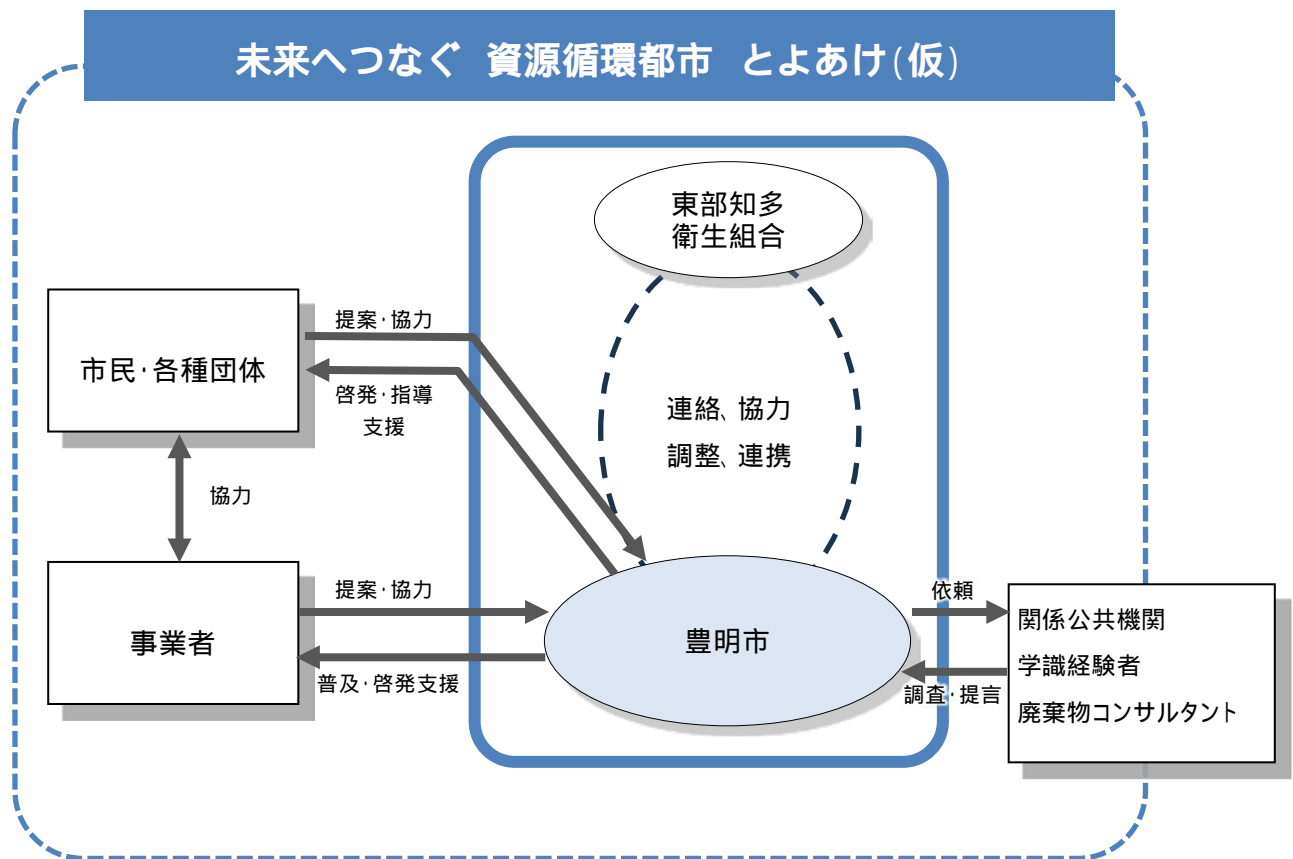 未来へつなぐ 資源循環都市 とよあけ(仮)
東部知多
衛生組合
提案･協力
市民･各種団体
啓発･指導
支援
連絡、協力
調整、連携
協力
提案･協力
事業者
普及･啓発支援
豊明市
依頼
調査･提言
関係公共機関
学識経験者
廃棄物コンサルタント